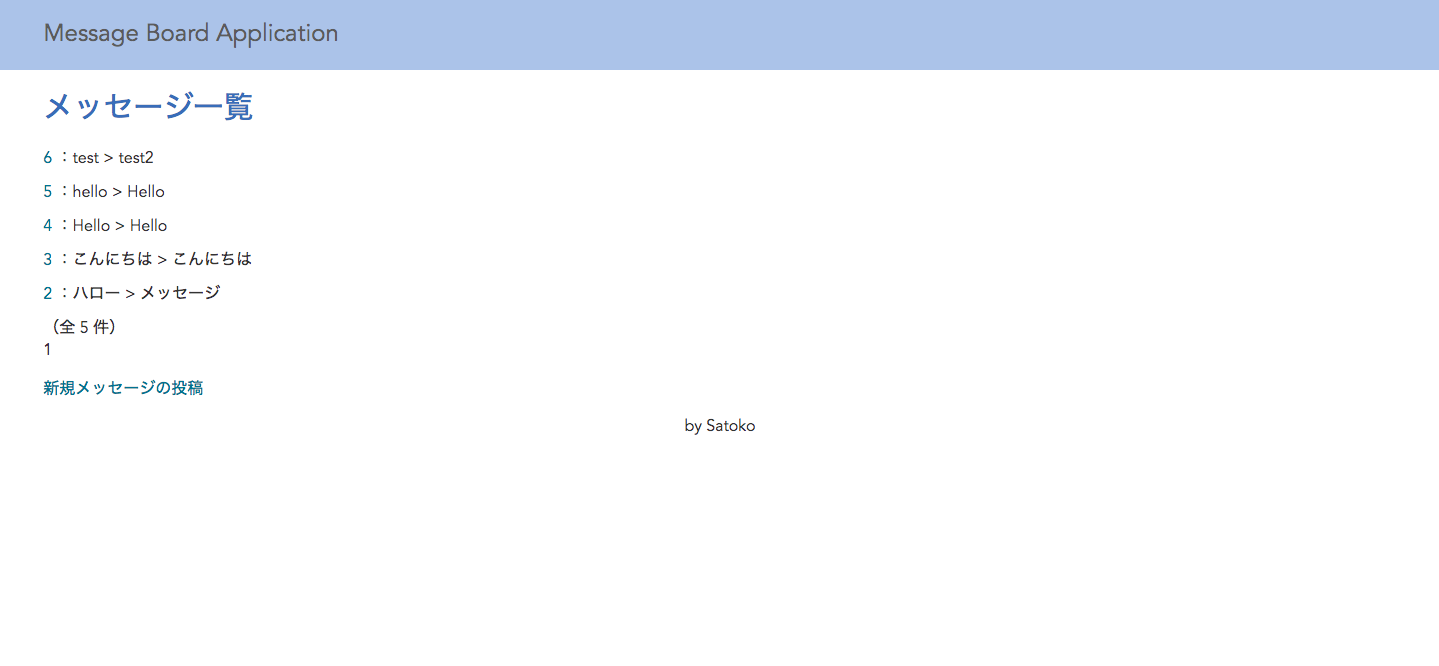 Message Board Application
メッセージ一覧
6 ：test > test2
5 ：hello > Hello
4 ：Hello > Hello
3 ：こんにちは > こんにちは
2 ：ハロー > メッセージ
（全 5 件）
1
新規メッセージの投稿
by Satoko